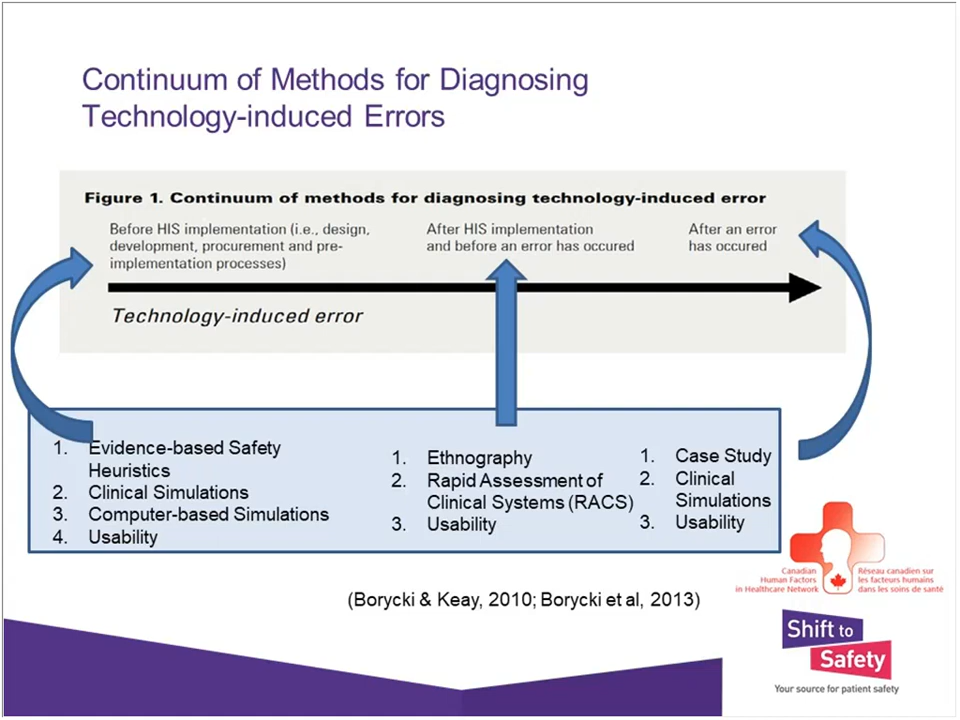 Continuum of Methods for Diagnosing
Technology-induced Errors
Figure 1. Continuum of methods for diagnosing technology-induced error
Before HIS implementation (i.e., design,
development, procurement and pre-
implementation processes)
After HIS implementation
and before an error has occured
After an error
has occured
Technology-induced error
1. Evidence-based Safety
Heuristics
2. Clinical Simulations
3. Computer-based Simulations
4. Usability
1. Ethnography
2. Rapid Assessment of
Clinical Systems (RACS)
3. Usability
1. Case Study
2. Clinical
Simulations
3. Usability
(Borycki & Keay, 2010; Borycki et al, 2013)
Canadian
Human Factors
in Healthcare Network
Réseau canadien sur
les facteurs humains
dans les soins de santé
Shift to
Safety
Your source for patient safety